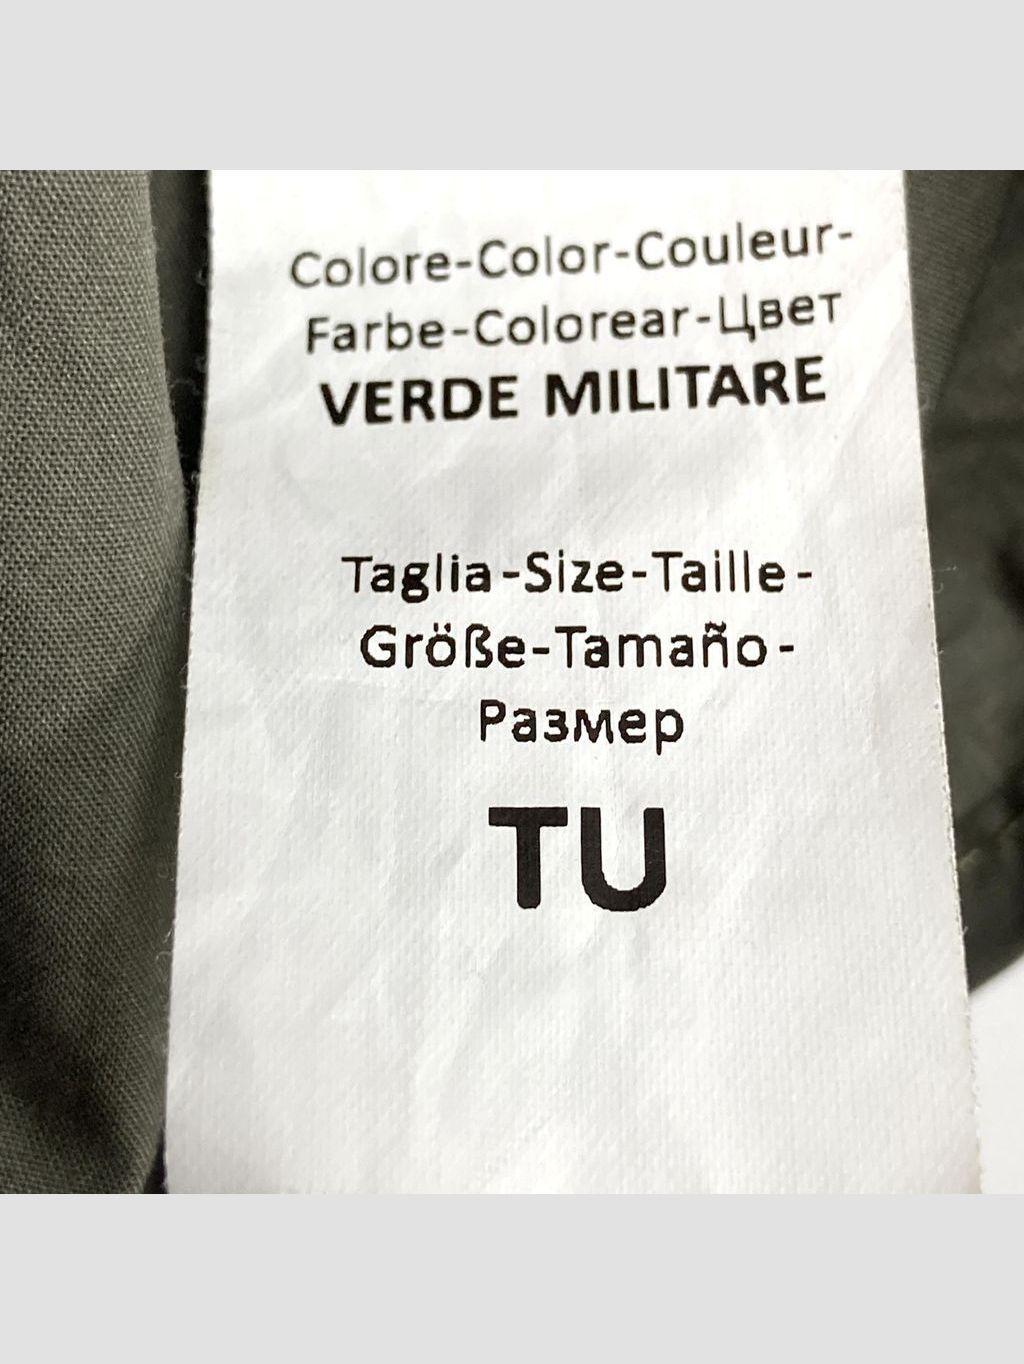 Colore-Color-Couleur-
Farbe-Colorear-Цвет
VERDE MILITARE
Taglia-Size-Taille-
Größe-Tamaño-
Размер
TU